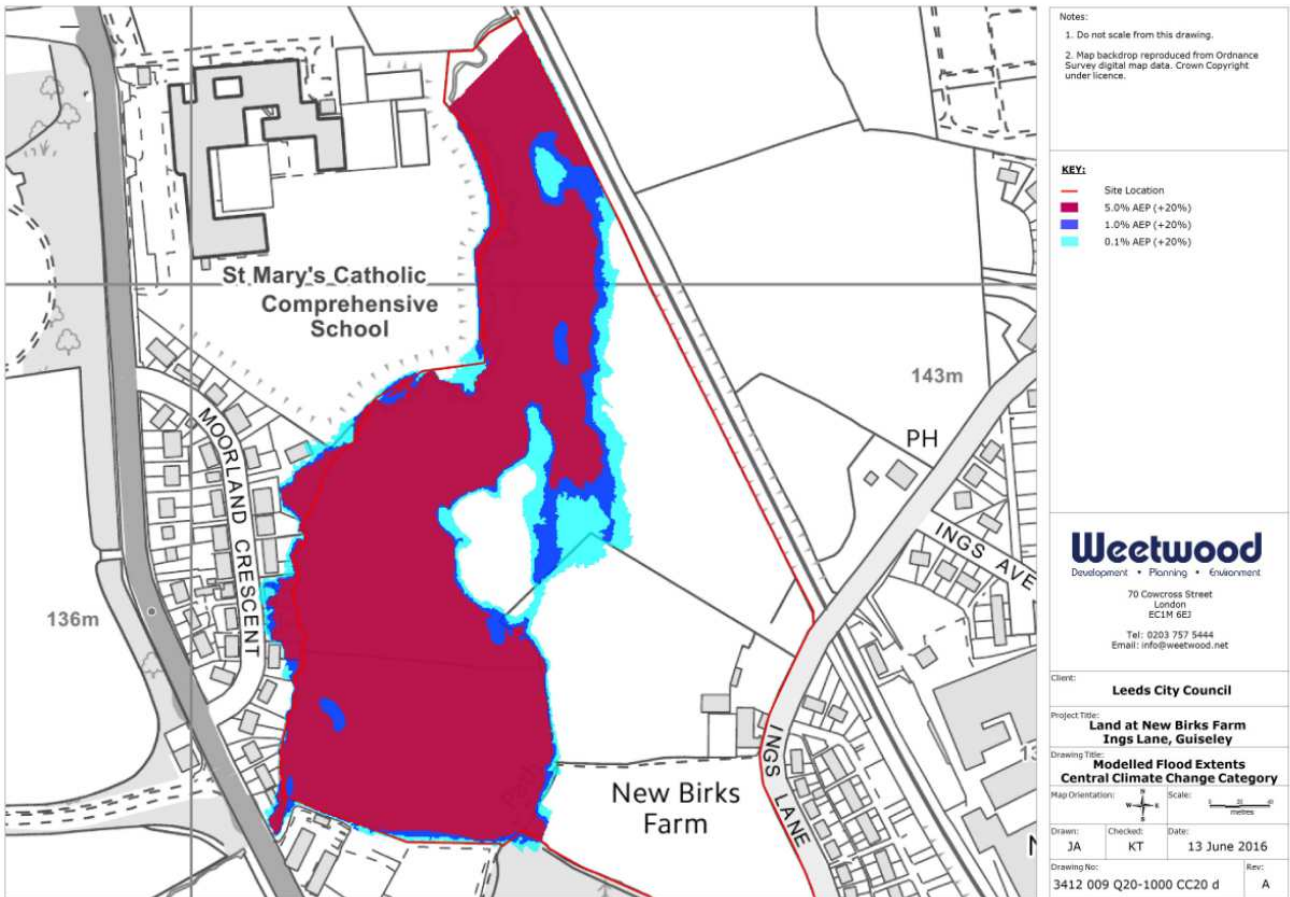 St Mary's Catholic
Comprehensive
School
MOORLAND CRESCENT
136m
143m
PH
INGS AVE
INGS LANE
New Birks
Farm
Notes:
1. Do not scale from this drawing.
2. Map backdrop reproduced from Ordnance
Survey digital map data. Crown Copyright
under licence.
KEY:
Site Location
5.0% AEP (+20%)
1.0% AEP (+20%)
0.1% AEP (+20%)
Weetwood
Development • Planning • Environment
70 Cowcross Street
London
EC1M 6EJ
Tel: 0203 757 5444
Email: info@weetwood.net
Client:
Leeds City Council
Project Title:
Land at New Birks Farm
Ings Lane, Guiseley
Drawing Title:
Modelled Flood Extents
Central Climate Change Category
Map Orientation:
N
W E
S
Scale:
metres
Drawn:
JA
Checked:
KT
Date:
13 June 2016
Drawing No:
3412 009 Q20-1000 CC20 d
Rev:
A